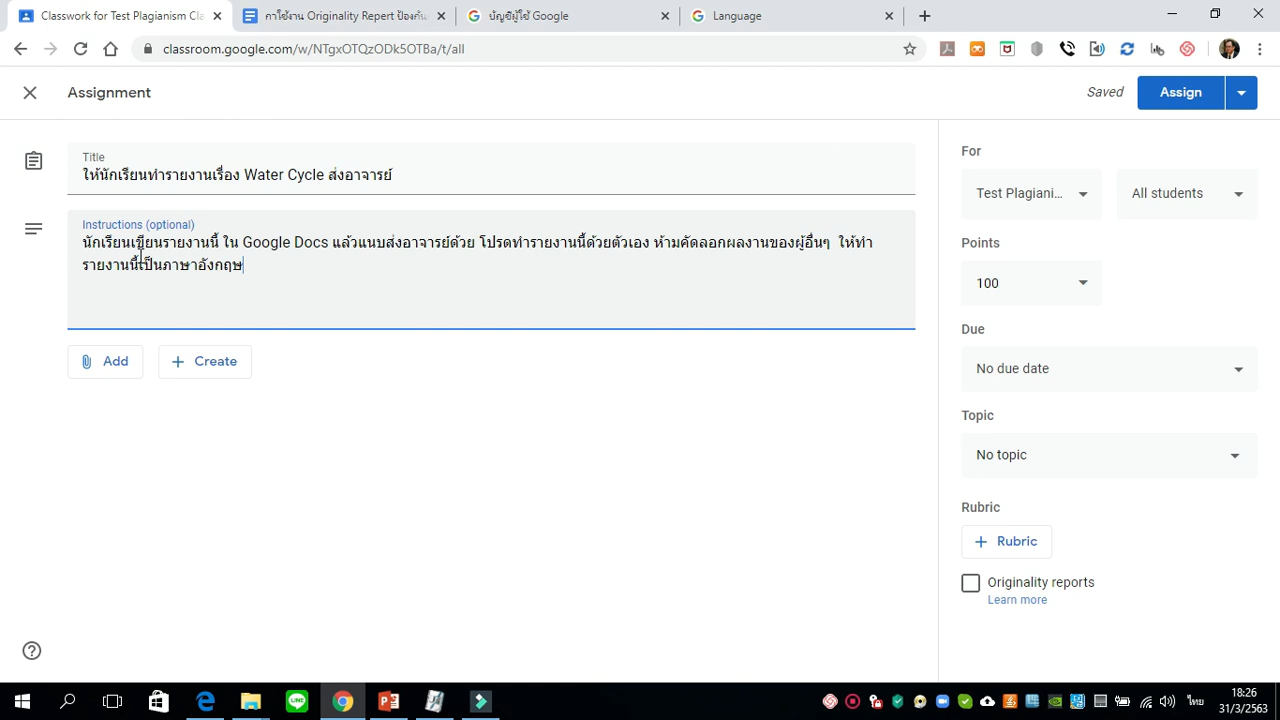 Classwork for Test Plagiarism Cla
กาใช้งาน Originality Repert ป้องกัน
บัญชีผู้ใช้ Google
Language
classroom.google.com/w/NTgxOTQzODk5OTBa/t/all
Assignment
Saved
Assign
Title
ให้นักเรียนทำรายงานเรื่อง Water Cycle ส่งอาจารย์
Instructions (optional)
นักเรียนเขียนรายงานนี้ ใน Google Docs แล้วแนบส่งอาจารย์ด้วย โปรดทำรายงานนี้ด้วยตัวเอง ห้ามคัดลอกผลงานของผู้อื่นๆ ให้ทำ
รายงานนี้เป็นภาษาอังกฤษ
Add
Create
For
Test Plagiani...
All students
Points
100
Due
No due date
Topic
No topic
Rubric
Rubric
Originality reports
Learn more
ไทย
18:26
31/3/2563